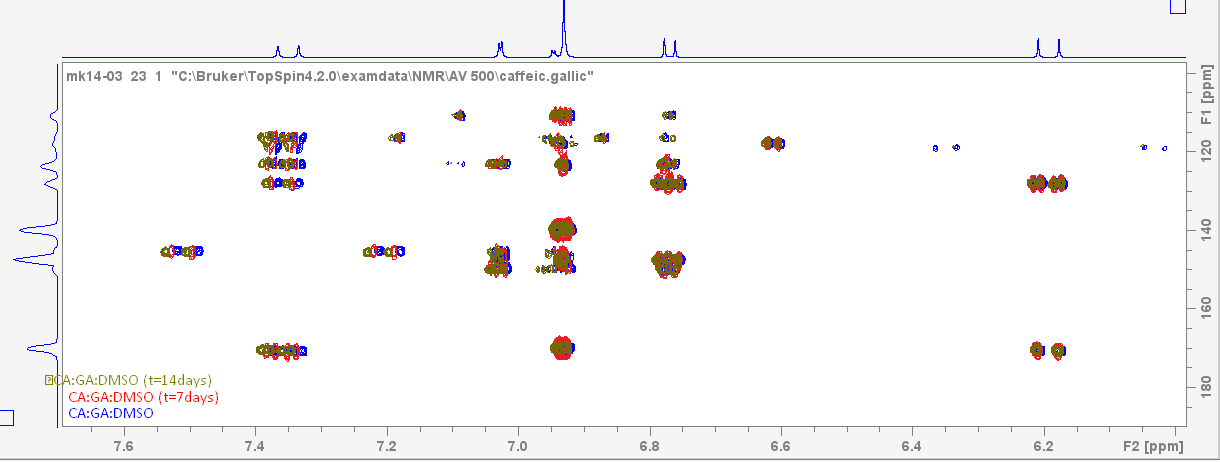 mk14-03 23 1 "C:\Bruker\TopSpin4.2.0\examdata\NMR\AV 500\caffeic.gallic"
F1 [ppm]
120
140
160
180
CA:GA:DMSO (t=14days)
CA:GA:DMSO (t=7days)
CA:GA:DMSO
7.6 7.4 7.2 7.0 6.8 6.6 6.4 6.2 F2 [ppm]